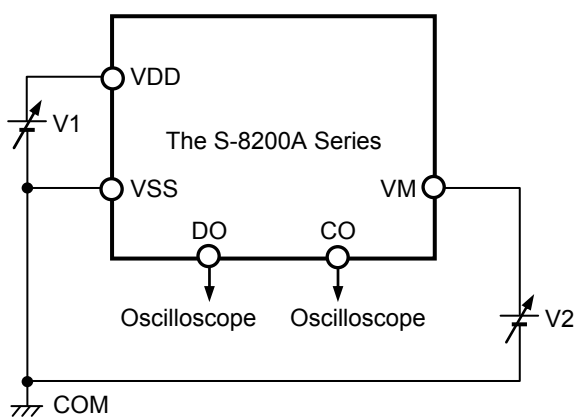 VDD
V1
The S-8200A Series
VSS
VM
DO CO
Oscilloscope Oscilloscope
V2
COM